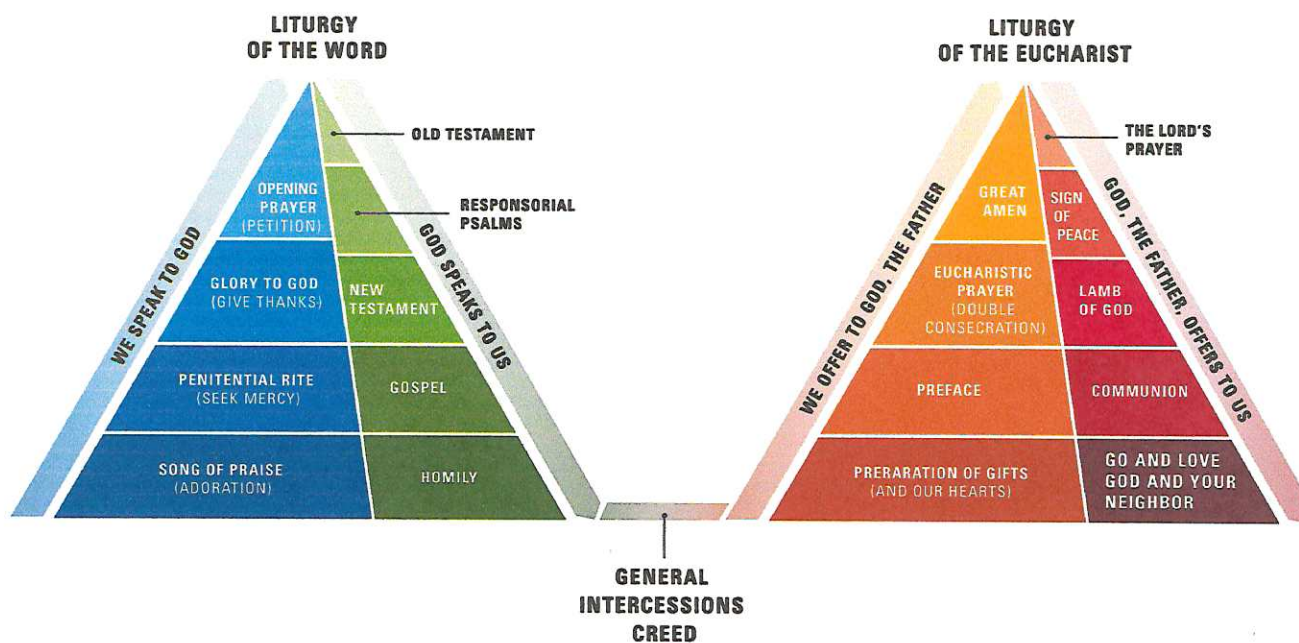 LITURGY
OF THE WORD
OLD TESTAMENT
OPENING
PRAYER
(PETITION)
RESPONSORIAL
PSALMS
GLORY TO GOD
(GIVE THANKS)
NEW
TESTAMENT
PENITENTIAL RITE
(SEEK MERCY)
GOSPEL
SONG OF PRAISE
(ADORATION)
HOMILY
WE SPEAK TO GOD
GOD SPEAKS TO US
GENERAL
INTERCESSIONS
CREED
LITURGY
OF THE EUCHARIST
THE LORD'S
PRAYER
GREAT
AMEN
SIGN
OF
PEACE
EUCHARISTIC
PRAYER
(DOUBLE
CONSECRATION)
LAMB
OF GOD
PREFACE
COMMUNION
PRERARATION OF GIFTS
(AND OUR HEARTS)
GO AND LOVE
GOD AND YOUR
NEIGHBOR
WE OFFER TO GOD, THE FATHER
GOD, THE FATHER, OFFERS TO US